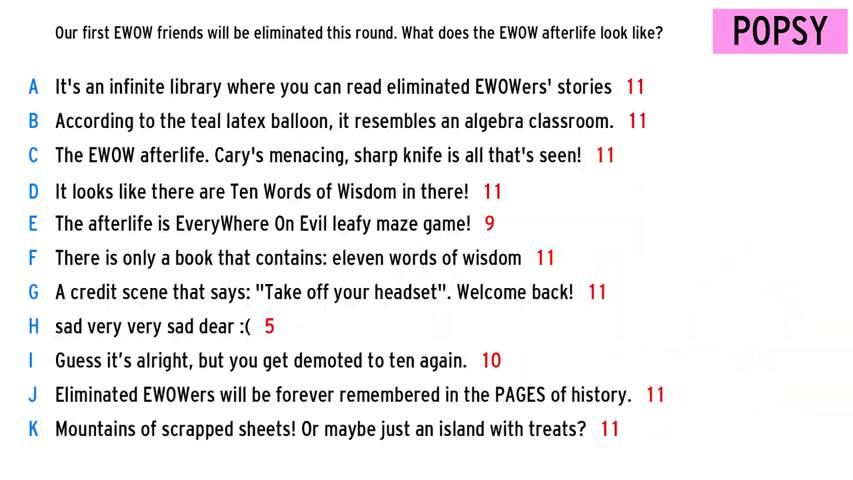 Our first EWOW friends will be eliminated this round. What does the EWOW afterlife look like?
POPSY
A It's an infinite library where you can read eliminated EWOWers' stories 11
B According to the teal latex balloon, it resembles an algebra classroom. 11
C The EWOW afterlife. Cary's menacing, sharp knife is all that's seen! 11
D It looks like there are Ten Words of Wisdom in there! 11
E The afterlife is EveryWhere On Evil leafy maze game! 9
F There is only a book that contains: eleven words of wisdom 11
G A credit scene that says: "Take off your headset". Welcome back! 11
H sad very very sad dear :( 5
I Guess it’s alright, but you get demoted to ten again. 10
J Eliminated EWOWers will be forever remembered in the PAGES of history. 11
K Mountains of scrapped sheets! Or maybe just an island with treats? 11